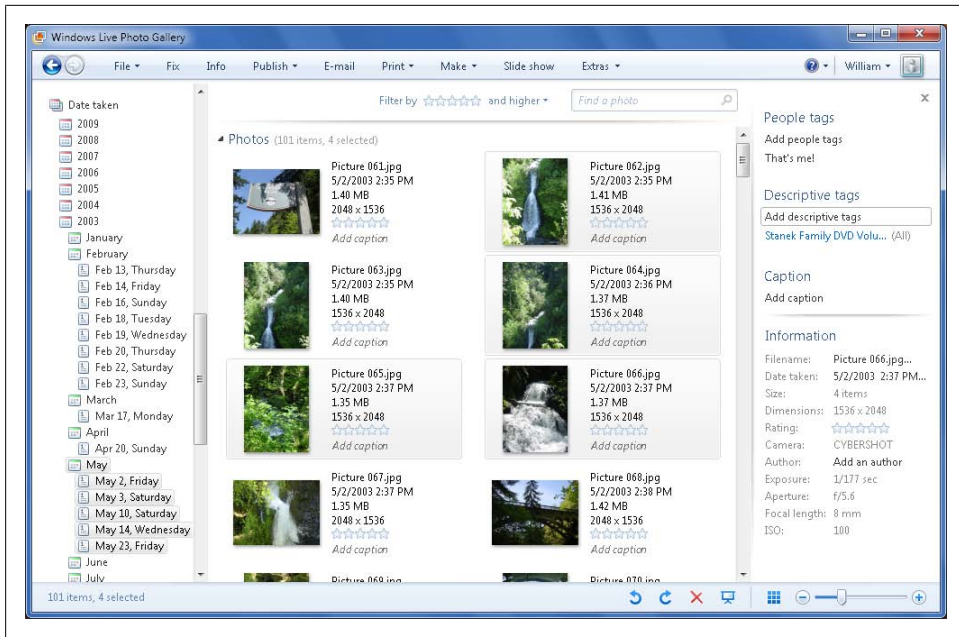 Windows Live Photo Gallery
File Fix Info Publish E-mail Print Make Slide show Extras William
Date taken
2009
2008
2007
2006
2005
2004
2003
January
February
Feb 13, Thursday
Feb 14, Friday
Feb 16, Sunday
Feb 18, Tuesday
Feb 19, Wednesday
Feb 20, Thursday
Feb 22, Saturday
Feb 23, Sunday
March
Mar 17, Monday
April
Apr 20, Sunday
May
May 2, Friday
May 3, Saturday
May 10, Saturday
May 14, Wednesday
May 23, Friday
June
July
Filter by and higher Find a photo
Photos (101 items, 4 selected)
Picture 061.jpg
5/2/2003 2:35 PM
1.40 MB
2048 x 1536
Add caption
Picture 062.jpg
5/2/2003 2:35 PM
1.41 MB
1536 x 2048
Add caption
Picture 063.jpg
5/2/2003 2:35 PM
1.40 MB
1536 x 2048
Add caption
Picture 064.jpg
5/2/2003 2:36 PM
1.37 MB
1536 x 2048
Add caption
Picture 065.jpg
5/2/2003 2:37 PM
1.35 MB
1536 x 2048
Add caption
Picture 066.jpg
5/2/2003 2:37 PM
1.37 MB
1536 x 2048
Add caption
Picture 067.jpg
5/2/2003 2:37 PM
1.35 MB
2048 x 1536
Add caption
Picture 068.jpg
5/2/2003 2:38 PM
1.42 MB
2048 x 1536
Add caption
Picture 069.jpg
Picture 070.jpg
People tags
Add people tags
That's me!
Descriptive tags
Add descriptive tags
Stanek Family DVD Volu... (All)
Caption
Add caption
Information
Filename: Picture 066.jpg...
Date taken: 5/2/2003 2:37 PM...
Size: 4 items
Dimensions: 1536 x 2048
Rating:
Camera: CYBERSHOT
Author: Add an author
Exposure: 1/177 sec
Aperture: f/5.6
Focal length: 8 mm
ISO: 100
101 items, 4 selected